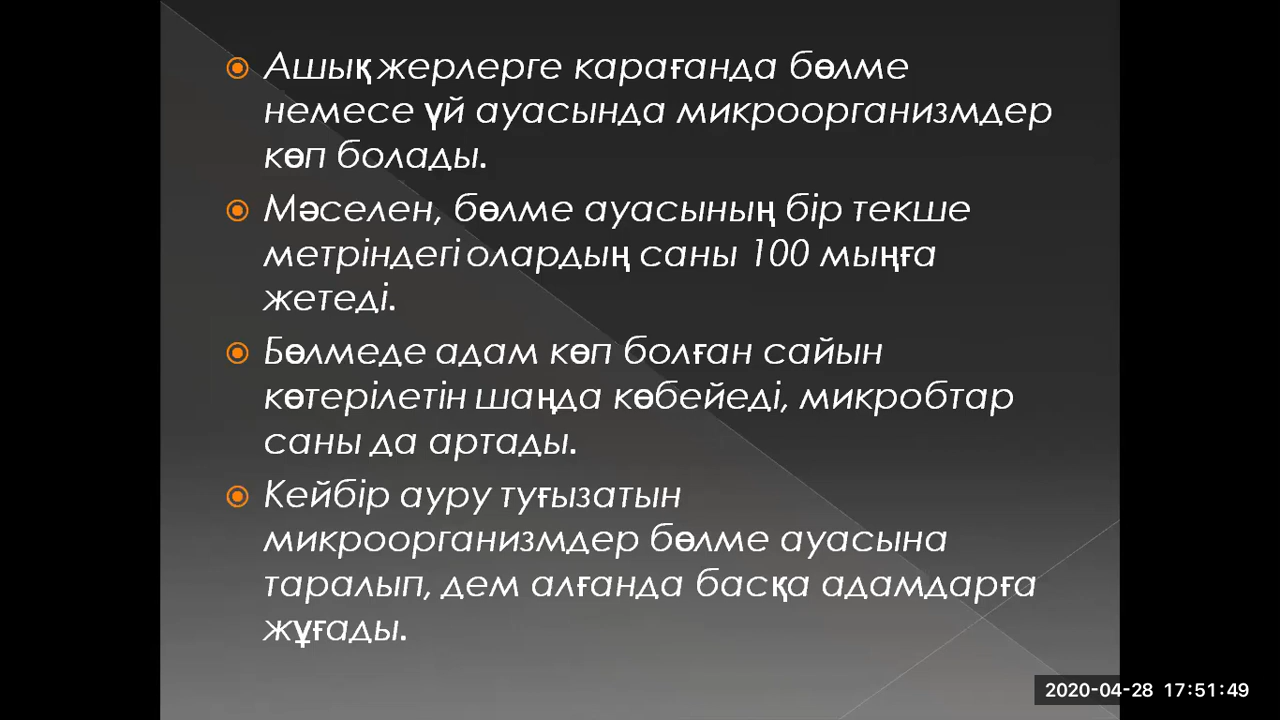 Ашық жерлерге карағанда бөлме
немесе үй ауасында микроорганизмдер
көп болады.
Мәселен, бөлме ауасының бір текше
метріндегі олардың саны 100 мыңға
жетеді.
Бөлмеде адам көп болған сайын
көтерілетін шаңда көбейеді, микробтар
саны да артады.
Кейбір ауру туғызатын
микроорганизмдер бөлме ауасына
таралып, дем алғанда басқа адамдарға
жұғады.
2020-04-28 17:51:49